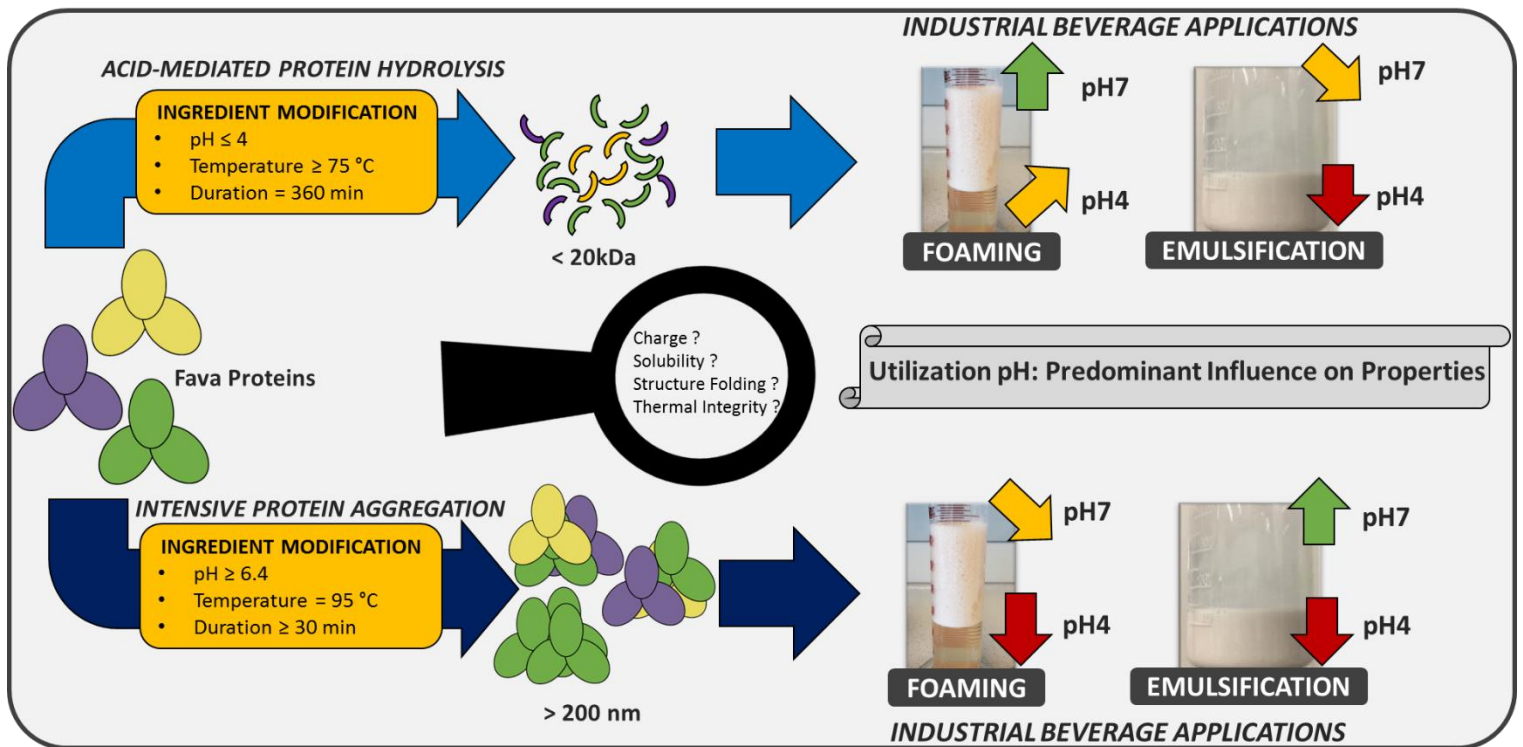 INDUSTRIAL BEVERAGE APPLICATIONS
ACID-MEDIATED PROTEIN HYDROLYSIS
INGREDIENT MODIFICATION
• pH ≤ 4
• Temperature ≥ 75 °C
• Duration = 360 min
< 20kDa
pH7
pH4
FOAMING
pH7
pH4
EMULSIFICATION
Fava Proteins
Charge ?
Solubility ?
Structure Folding ?
Thermal Integrity ?
Utilization pH: Predominant Influence on Properties
INTENSIVE PROTEIN AGGREGATION
INGREDIENT MODIFICATION
• pH ≥ 6.4
• Temperature = 95 °C
• Duration ≥ 30 min
> 200 nm
pH7
pH4
FOAMING
pH7
pH4
EMULSIFICATION
INDUSTRIAL BEVERAGE APPLICATIONS